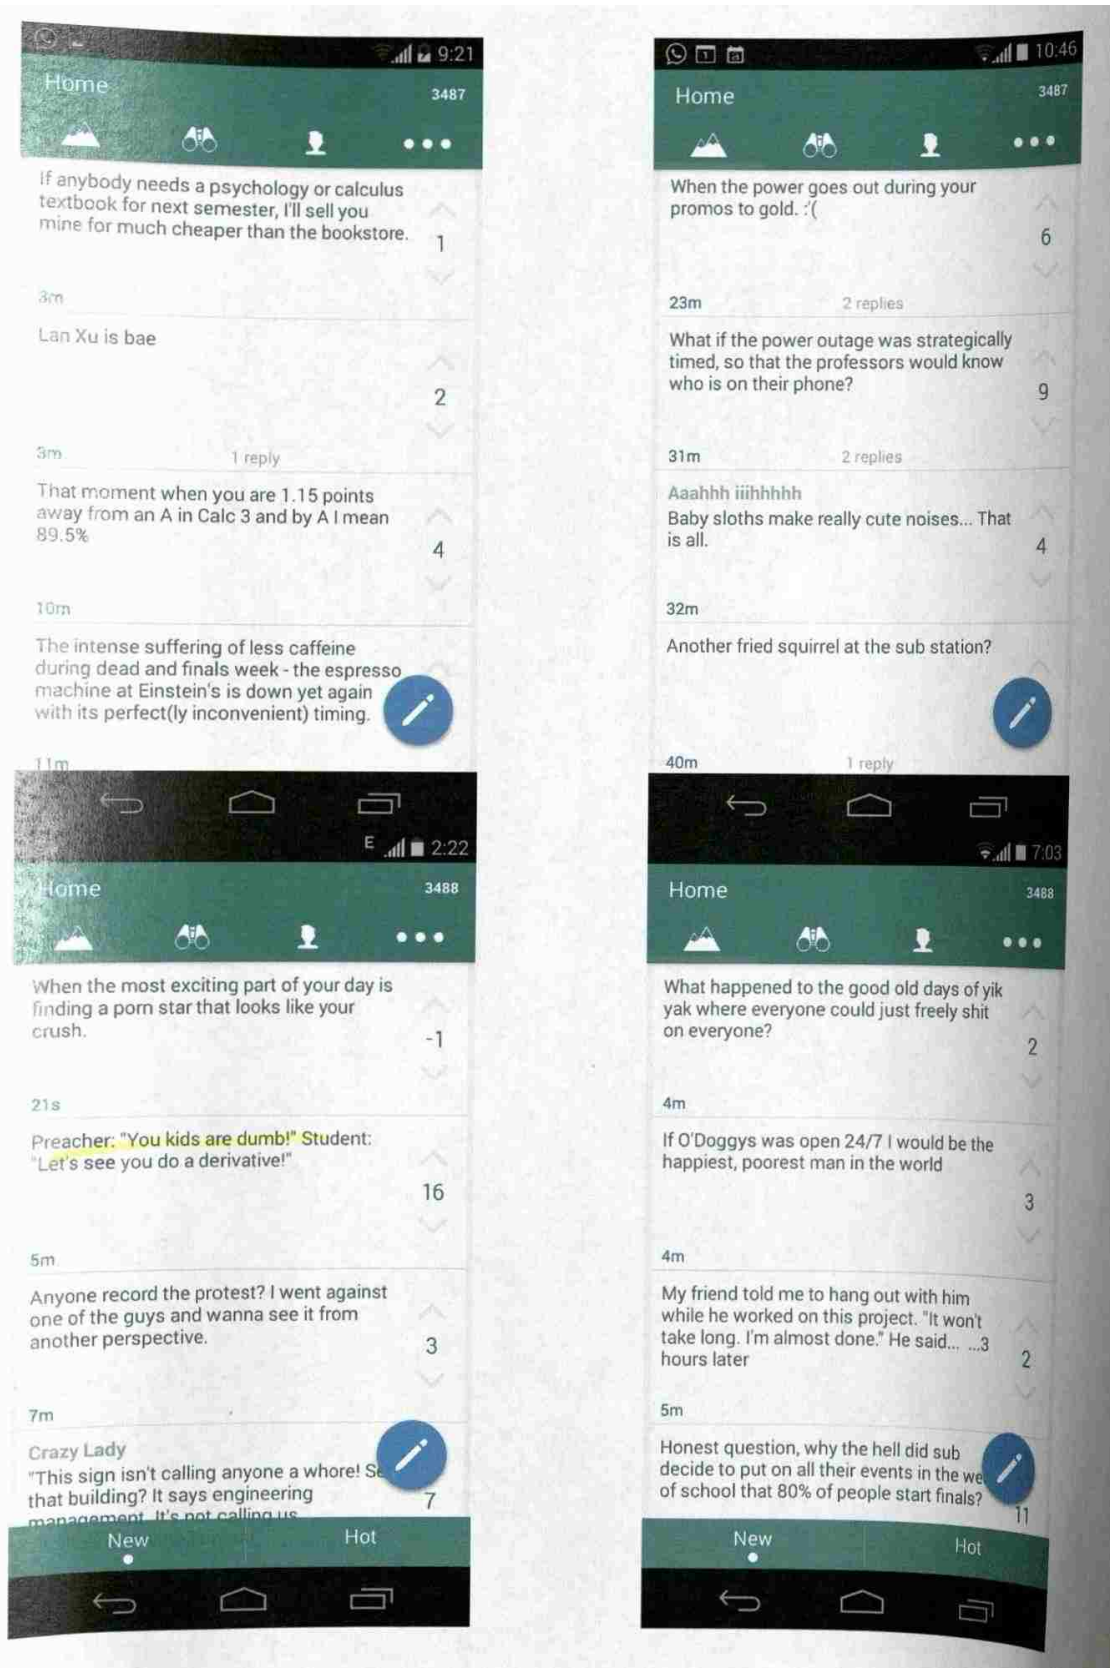 9:21
Home
3487
If anybody needs a psychology or calculus
textbook for next semester, I'll sell you
mine for much cheaper than the bookstore.
1
3m
Lan Xu is bae
2
3m
1 reply
That moment when you are 1.15 points
away from an A in Calc 3 and by A I mean
89.5%
4
10m
The intense suffering of less caffeine
during dead and finals week - the espresso
machine at Einstein's is down yet again
with its perfect(ly inconvenient) timing.
11m
10:46
Home
3487
When the power goes out during your
promos to gold. :'(
6
23m
2 replies
What if the power outage was strategically
timed, so that the professors would know
who is on their phone?
9
31m
2 replies
Aaahhh iiihhhhh
Baby sloths make really cute noises... That
is all.
4
32m
Another fried squirrel at the sub station?
40m
1 reply
E 2:22
Home
3488
When the most exciting part of your day is
finding a porn star that looks like your
crush.
-1
21s
Preacher: "You kids are dumb!" Student:
"Let's see you do a derivative!"
16
5m
Anyone record the protest? I went against
one of the guys and wanna see it from
another perspective.
3
7m
Crazy Lady
"This sign isn't calling anyone a whore!
that building? It says engineering
7
management. It's not calling us
New
Hot
7:03
Home
3488
What happened to the good old days of yik
yak where everyone could just freely shit
on everyone?
2
4m
If O'Doggys was open 24/7 I would be the
happiest, poorest man in the world
3
4m
My friend told me to hang out with him
while he worked on this project. "It won't
take long. I'm almost done." He said... ...3
hours later
2
5m
Honest question, why the hell did sub
decide to put on all their events in the
of school that 80% of people start finals?
11
New
Hot